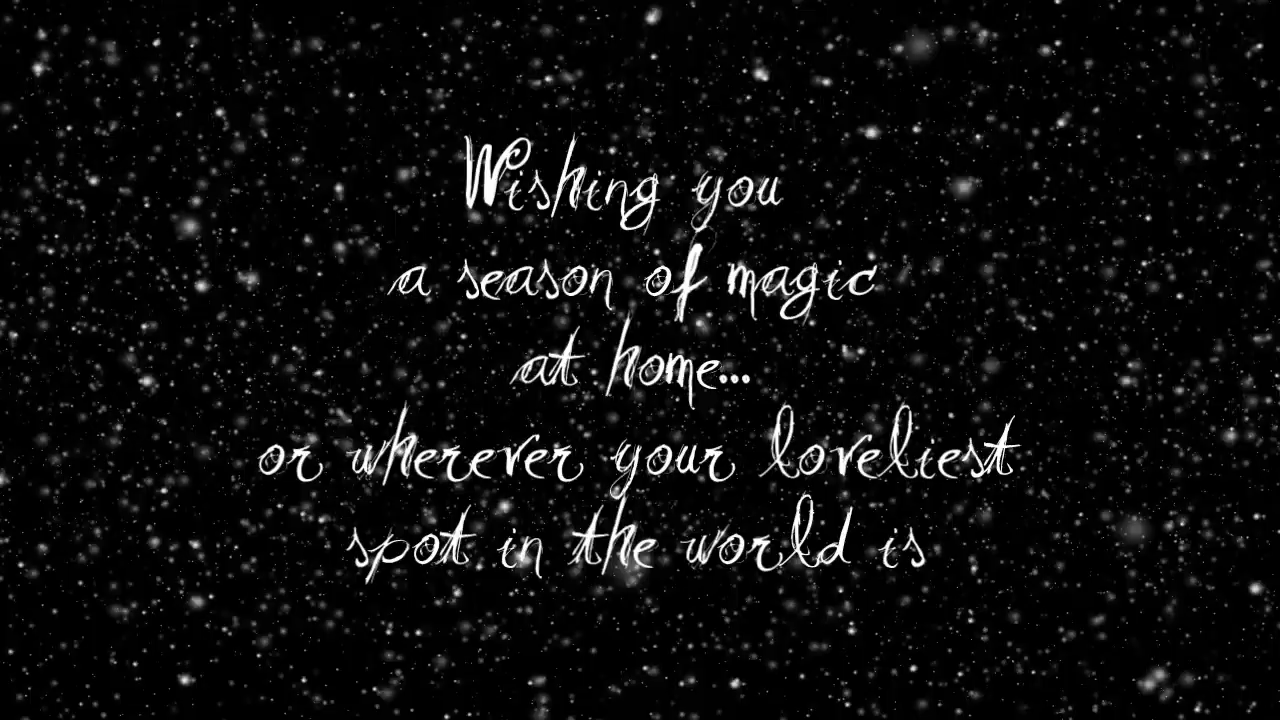 Wishing you
a season of magic
at home...
or wherever your loveliest
spot in the world is